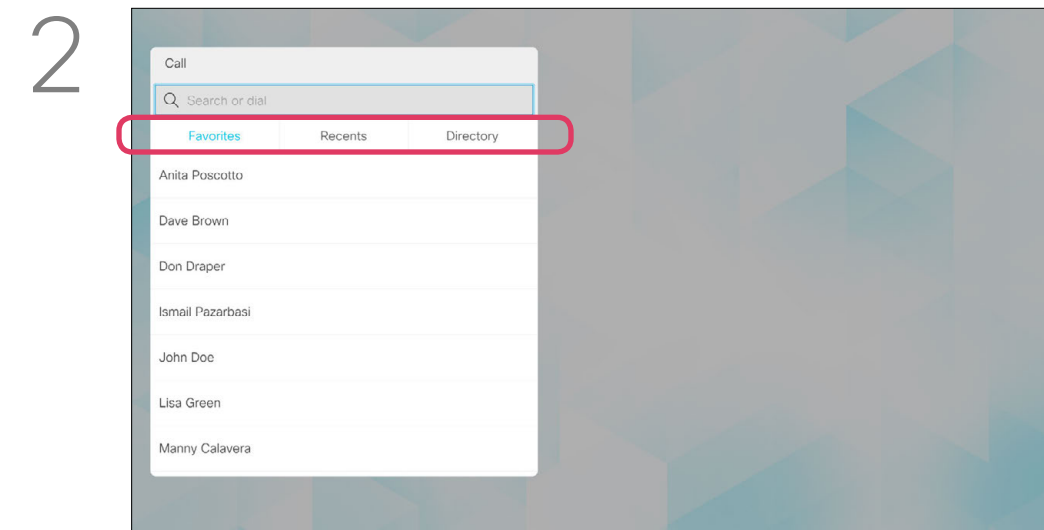 2
Call
Search or dial
Favorites Recents Directory
Anita Poscotto
Dave Brown
Don Draper
Ismail Pazarbasi
John Doe
Lisa Green
Manny Calavera